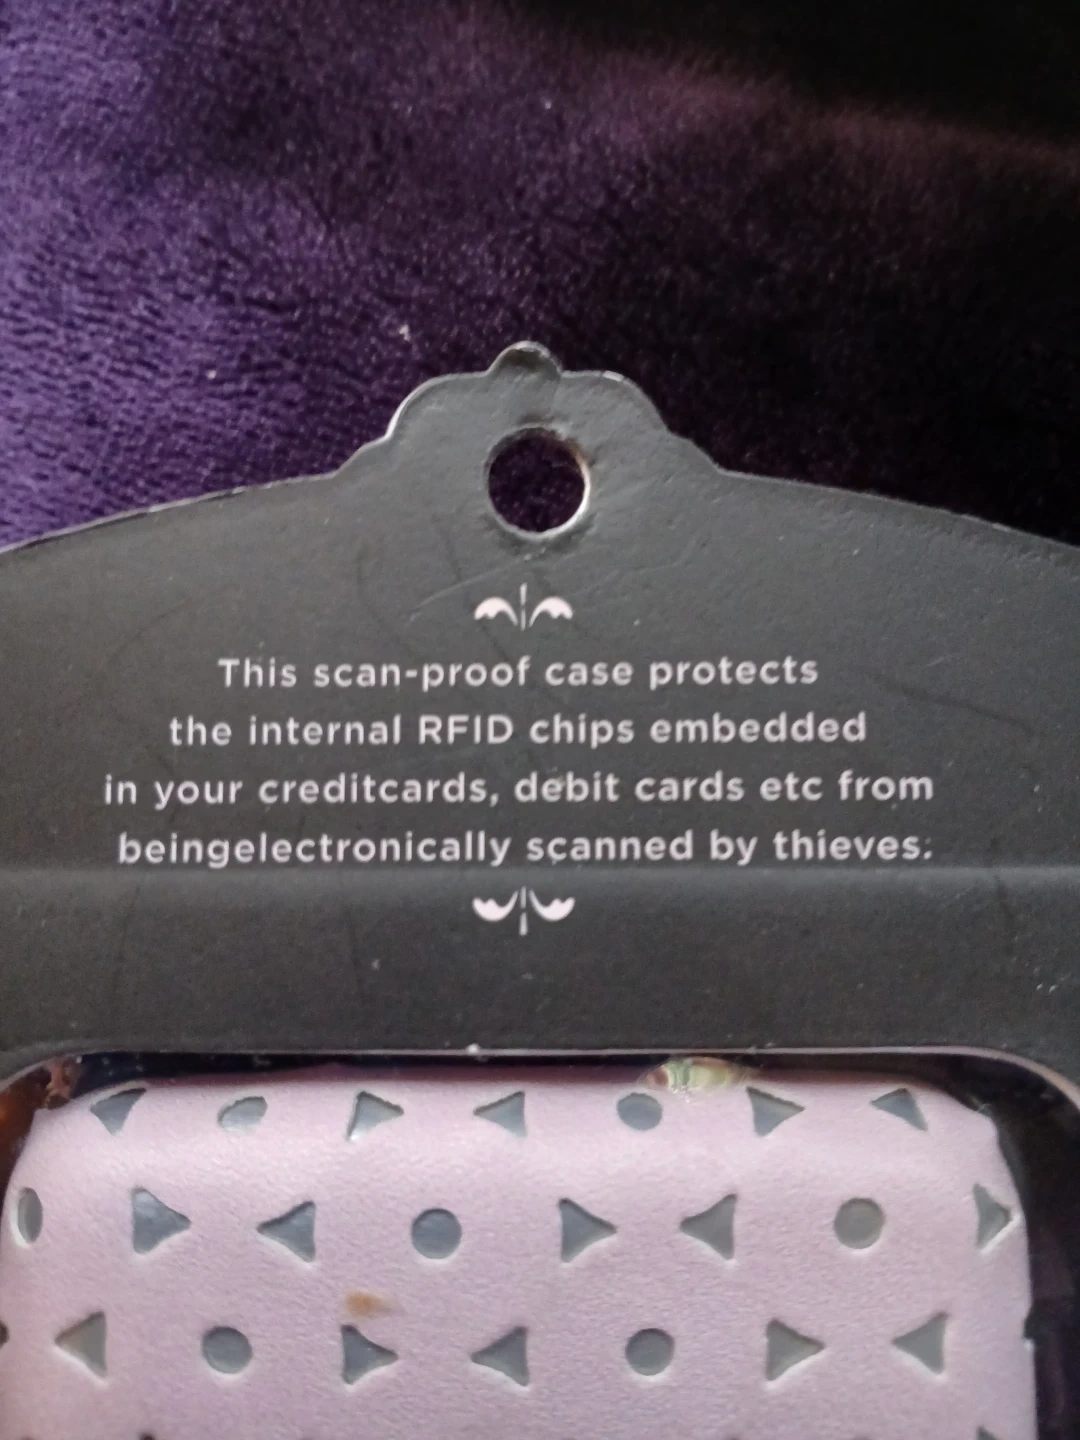 This scan-proof case protects
the internal RFID chips embedded
in your creditcards, debit cards etc from
beingelectronically scanned by thieves.